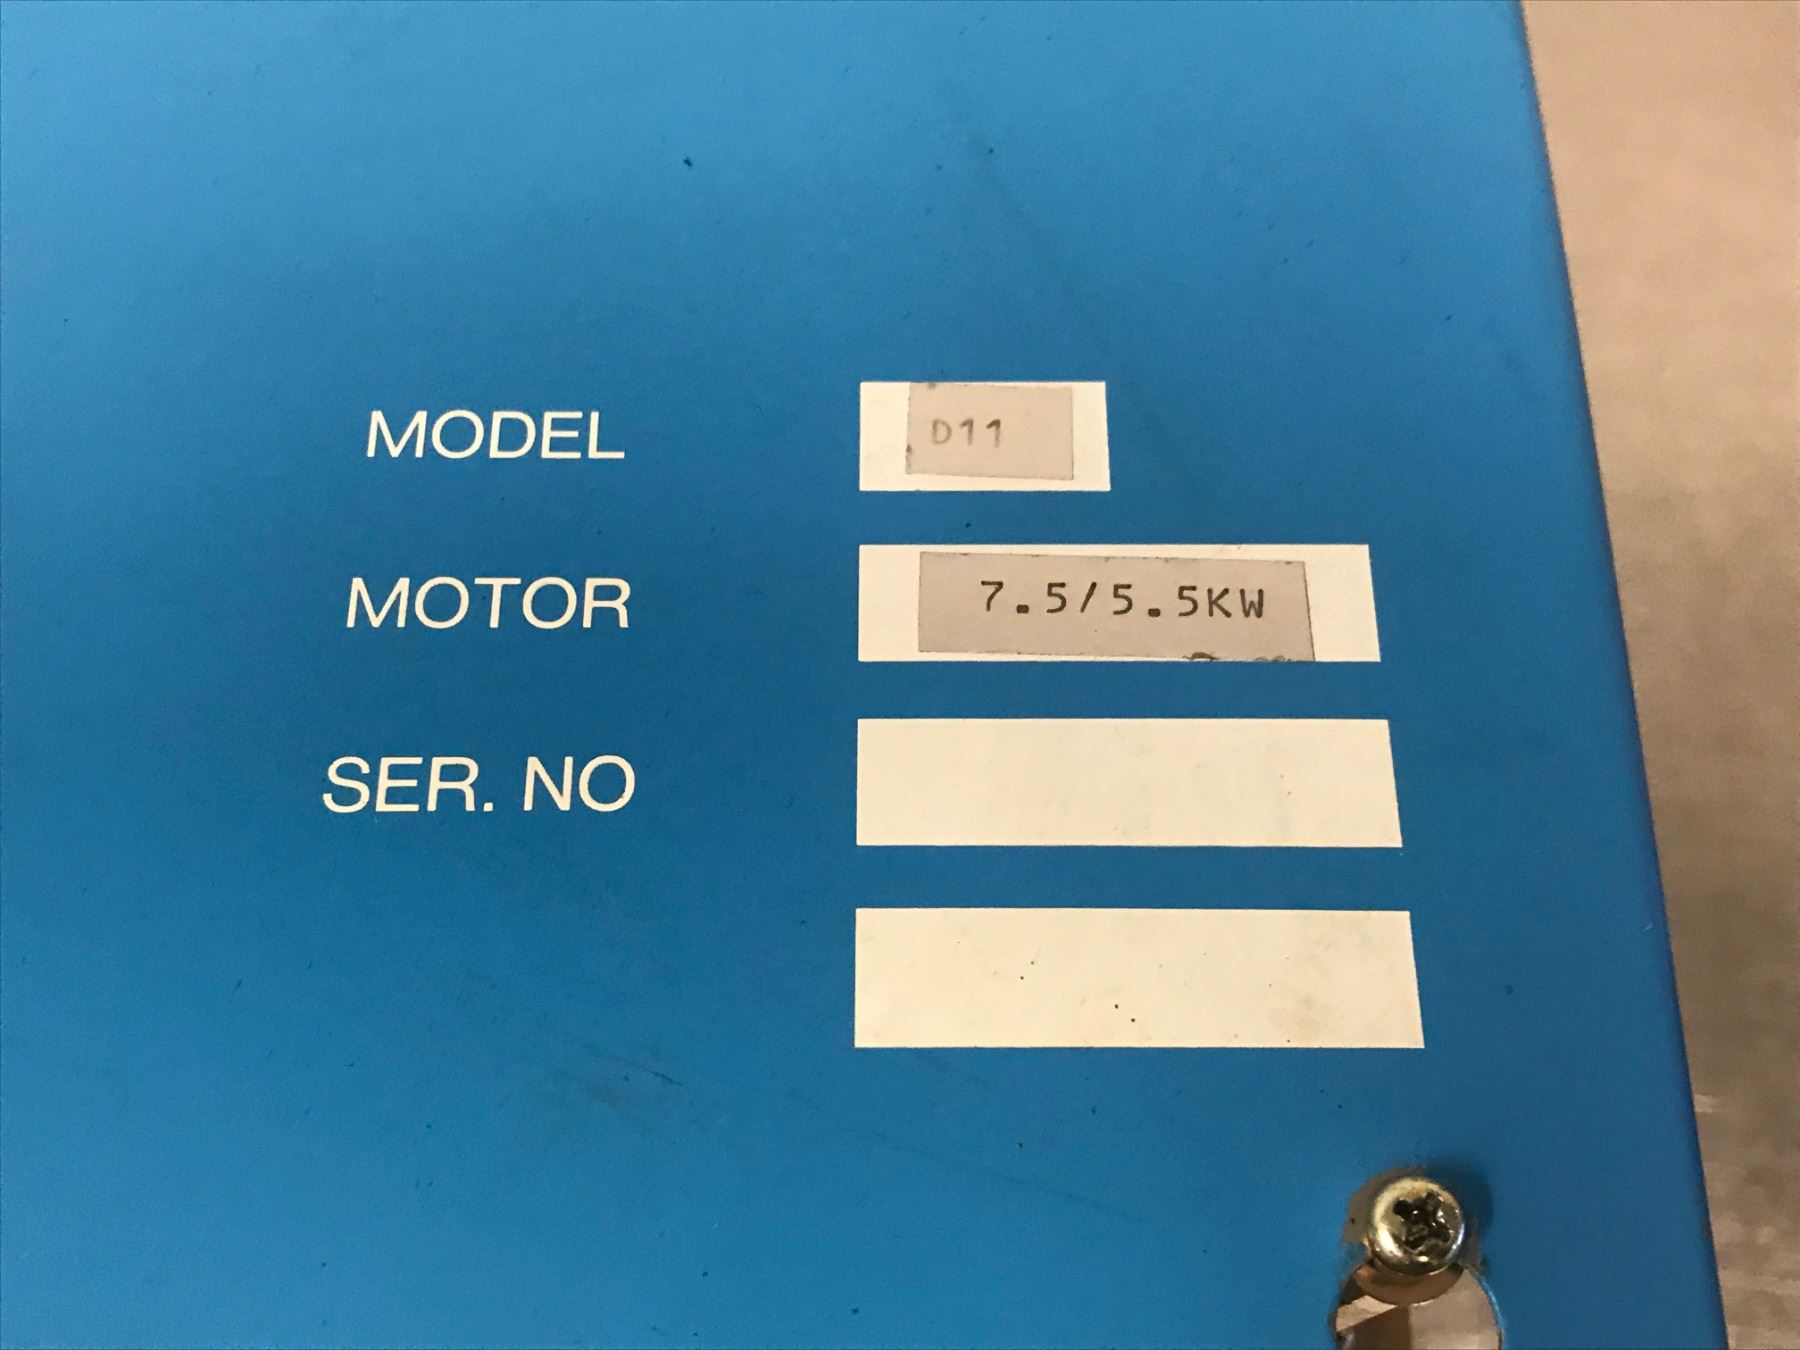 MODEL D11
MOTOR 7.5/5.5KW
SER. NO